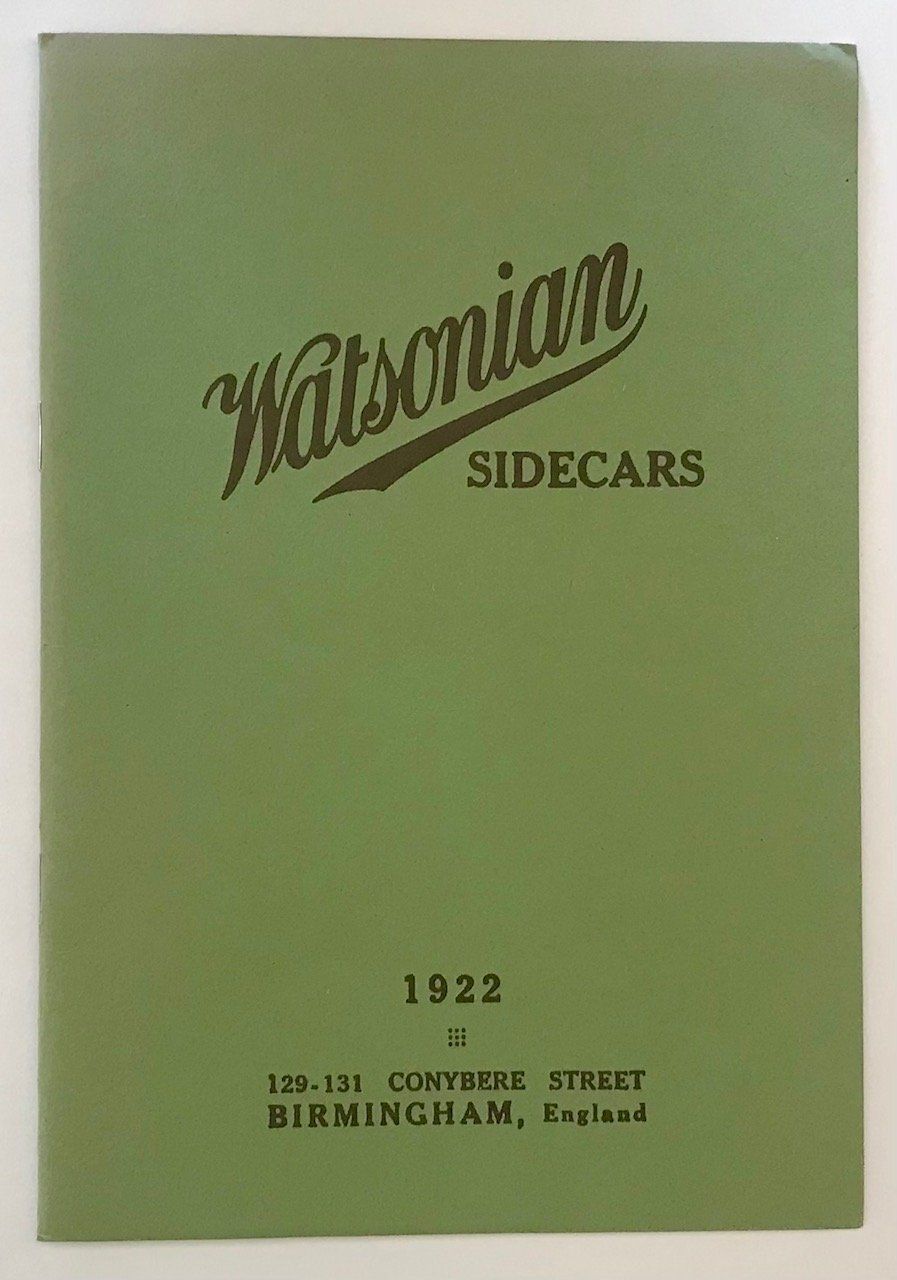 Watsonian
SIDECARS
1922
129-131 CONYBERE STREET
BIRMINGHAM, England